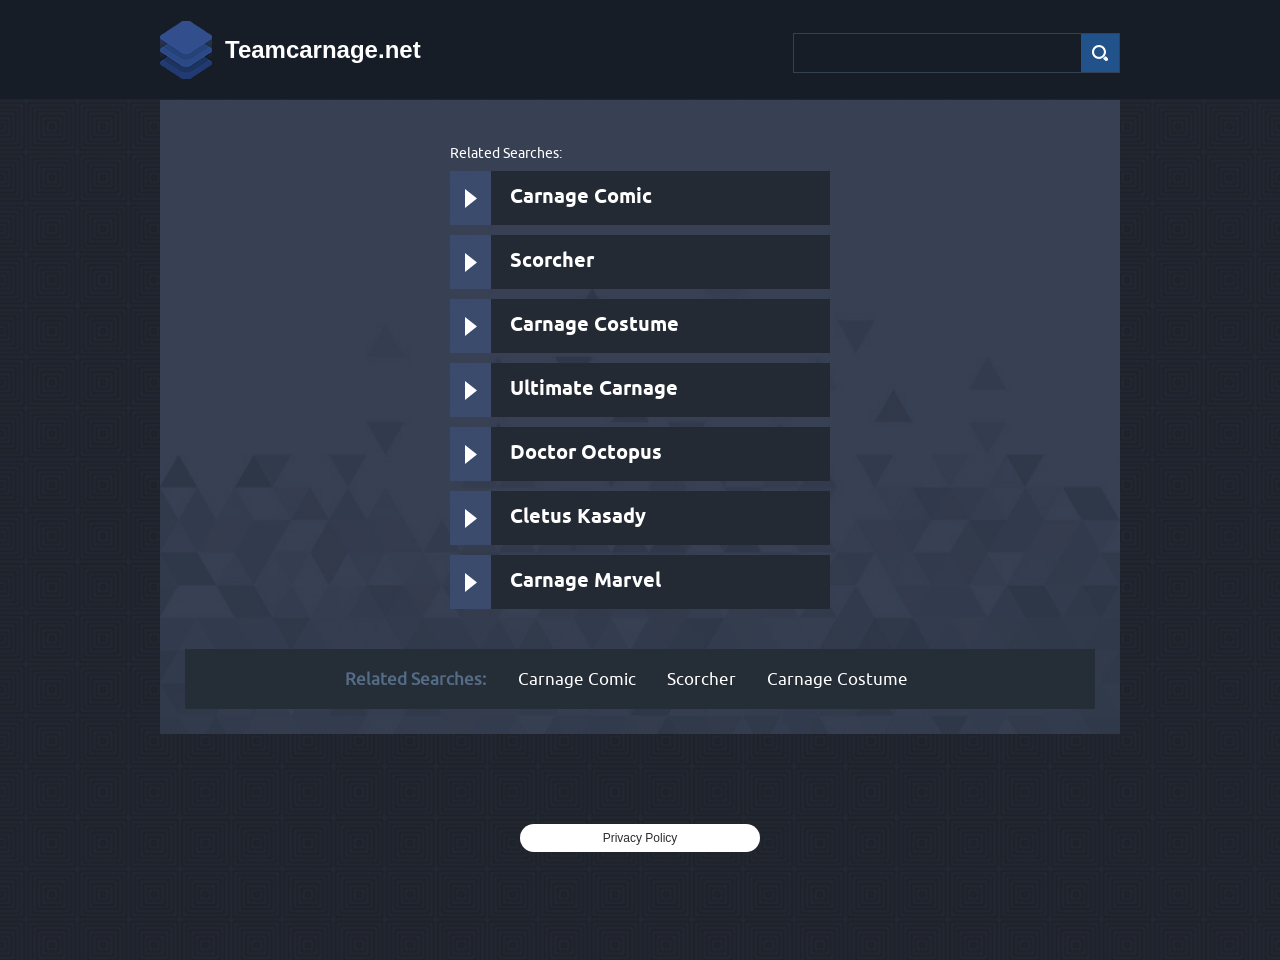 Teamcarnage.net
Related Searches:
Carnage Comic
Scorcher
Carnage Costume
Ultimate Carnage
Doctor Octopus
Cletus Kasady
Carnage Marvel
Related Searches: Carnage Comic Scorcher Carnage Costume
Privacy Policy